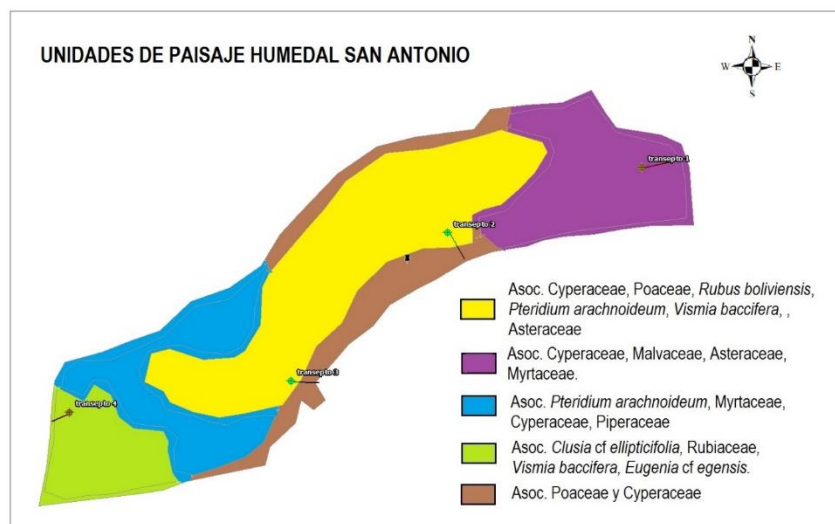 UNIDADES DE PAISAJE HUMEDAL SAN ANTONIO
N
W E
S
transepto 1
transepto 2
transepto 3
transepto 4
Asoc. Cyperaceae, Poaceae, Rubus boliviensis,
Pteridium arachnoideum, Vismia baccifera, ,
Asteraceae
Asoc. Cyperaceae, Malvaceae, Asteraceae,
Myrtaceae.
Asoc. Pteridium arachnoideum, Myrtaceae,
Cyperaceae, Piperaceae
Asoc. Clusia cf ellipticifolia, Rubiaceae,
Vismia baccifera, Eugenia cf egensis.
Asoc. Poaceae y Cyperaceae